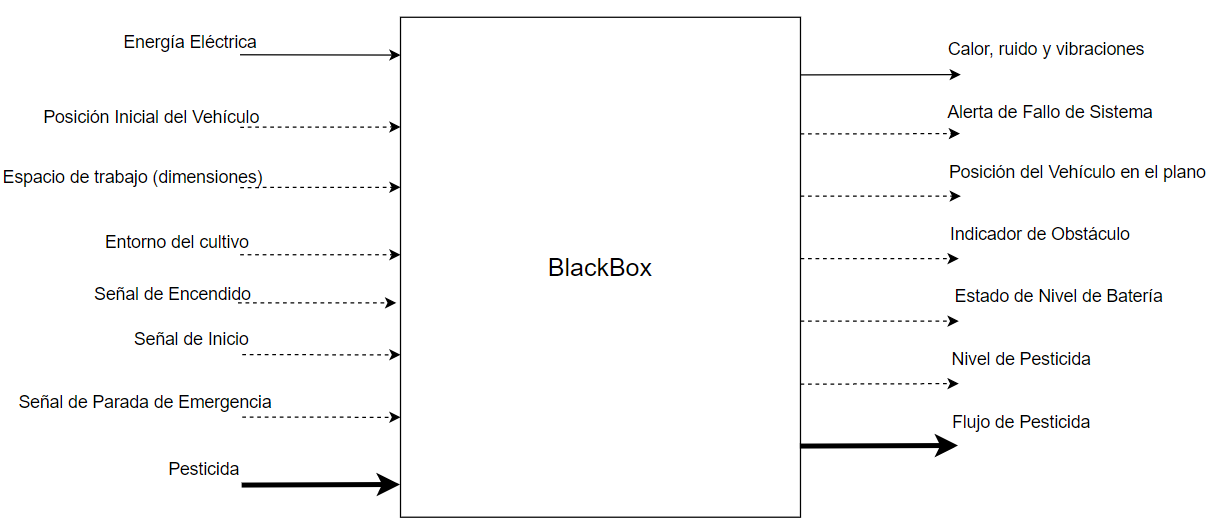 Energía Eléctrica
Posición Inicial del Vehículo
Espacio de trabajo (dimensiones)
Entorno del cultivo
Señal de Encendido
Señal de Inicio
Señal de Parada de Emergencia
Pesticida
BlackBox
Calor, ruido y vibraciones
Alerta de Fallo de Sistema
Posición del Vehículo en el plano
Indicador de Obstáculo
Estado de Nivel de Batería
Nivel de Pesticida
Flujo de Pesticida